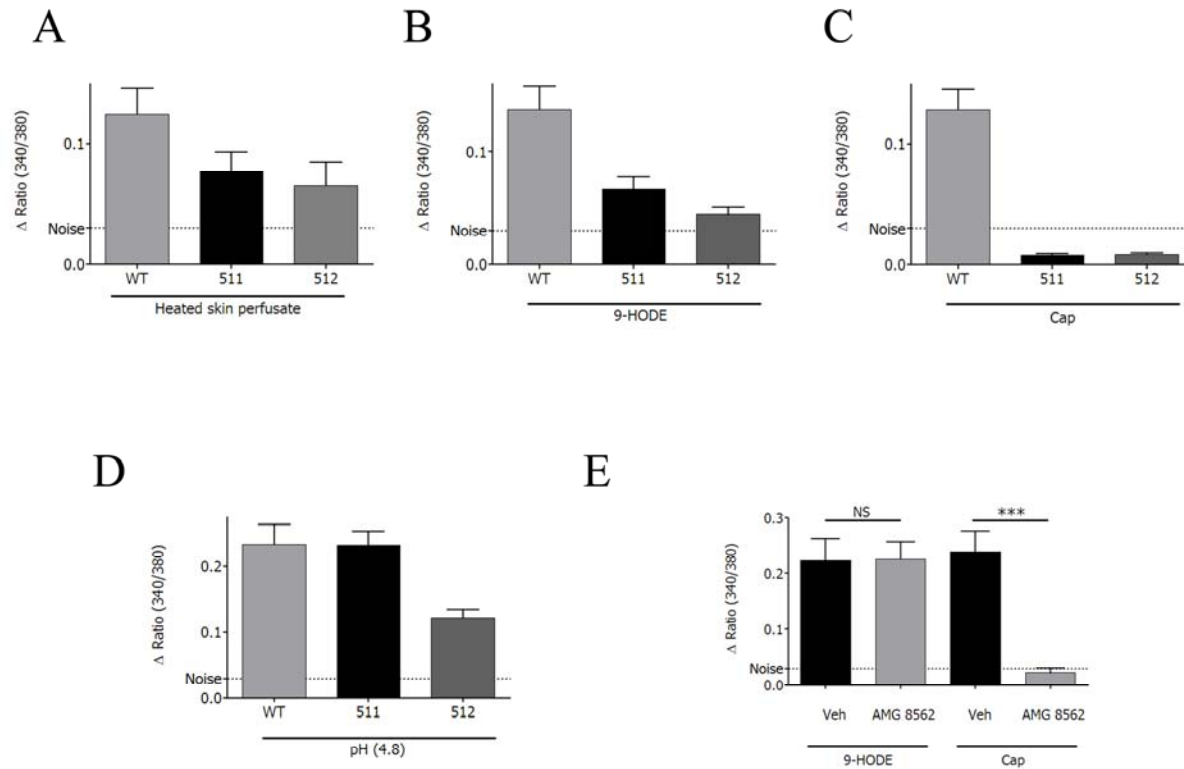 A
Δ Ratio (340/380)
0.1
Noise
0.0
WT 511 512
Heated skin perfusate
B
Δ Ratio (340/380)
0.1
Noise
0.0
WT 511 512
9-HODE
C
Δ Ratio (340/380)
0.1
Noise
0.0
WT 511 512
Cap
D
Δ Ratio (340/380)
0.2
0.1
Noise
0.0
WT 511 512
pH (4.8)
E
Δ Ratio (340/380)
0.3
0.2
0.1
Noise
0.0
NS ***
Veh AMG 8562 Veh AMG 8562
9-HODE Cap